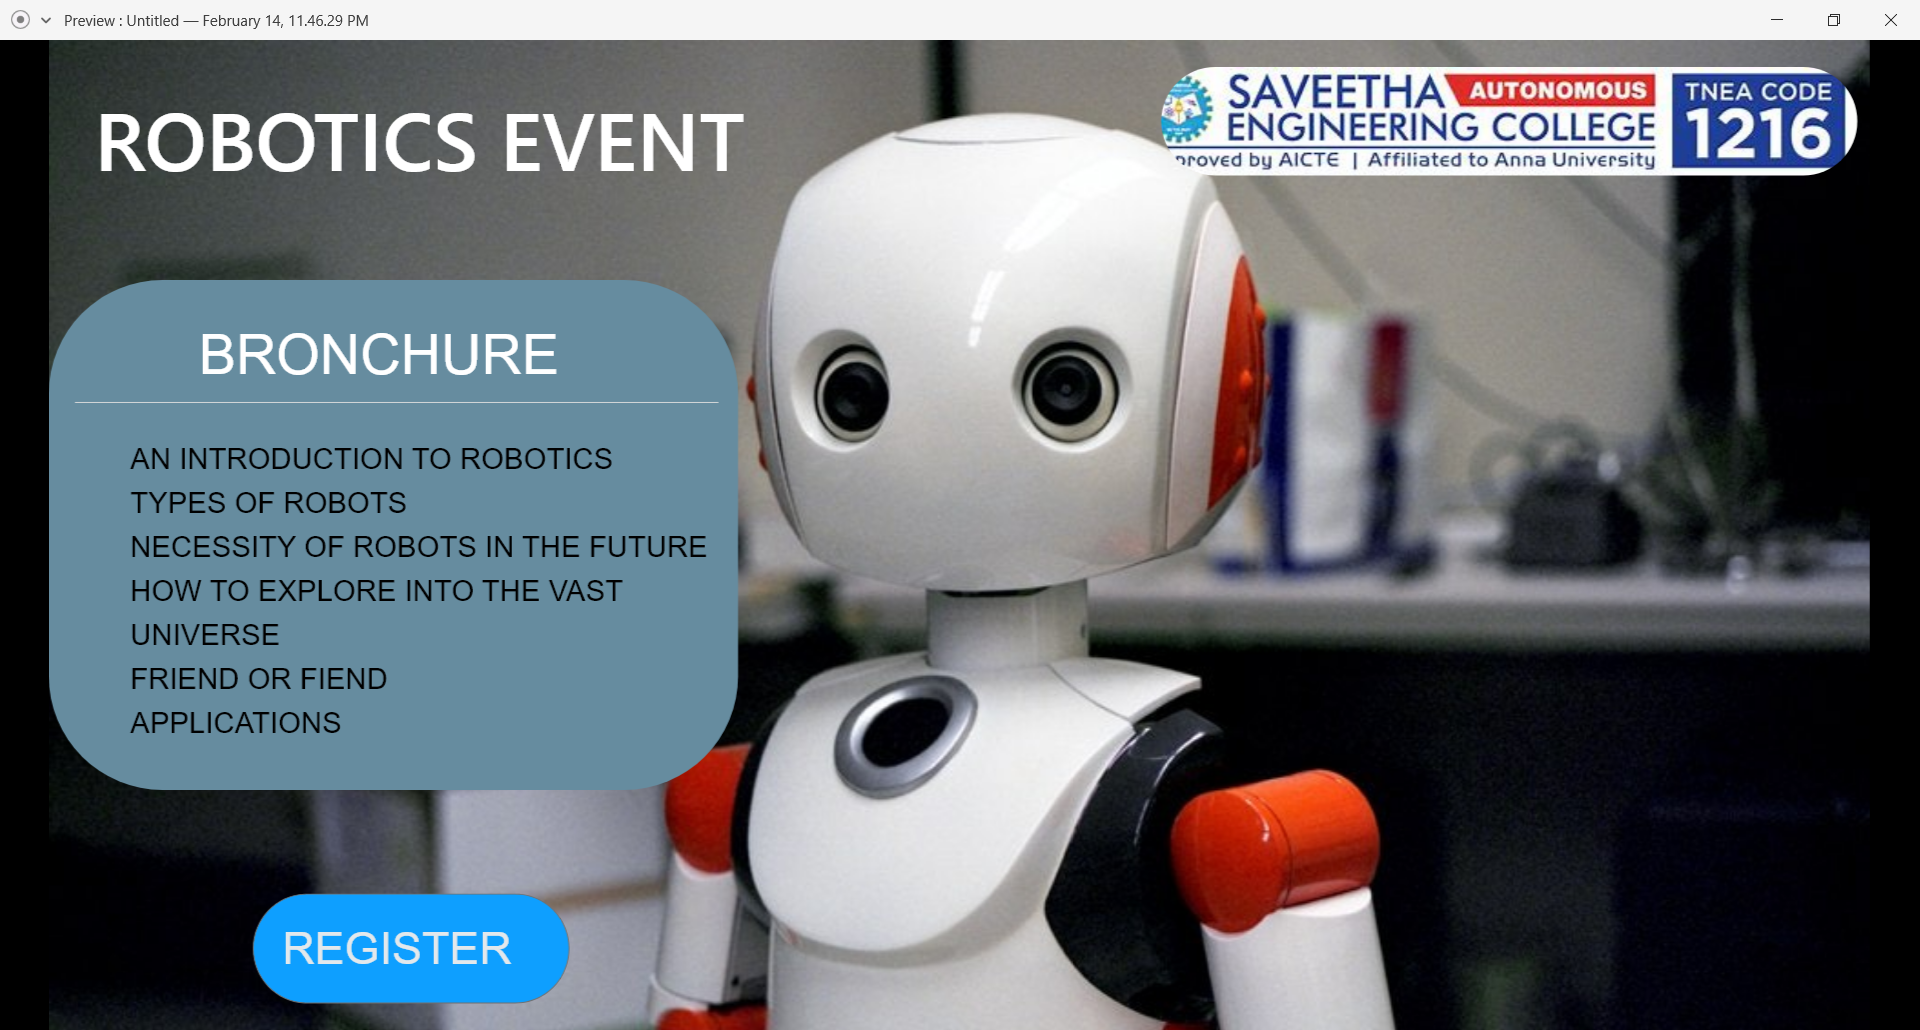 Preview : Untitled — February 14, 11.46.29 PM
ROBOTICS EVENT
SAVEETHA AUTONOMOUS
ENGINEERING COLLEGE
proved by AICTE | Affiliated to Anna University
TNEA CODE
1216
BRONCHURE
AN INTRODUCTION TO ROBOTICS
TYPES OF ROBOTS
NECESSITY OF ROBOTS IN THE FUTURE
HOW TO EXPLORE INTO THE VAST
UNIVERSE
FRIEND OR FIEND
APPLICATIONS
REGISTER